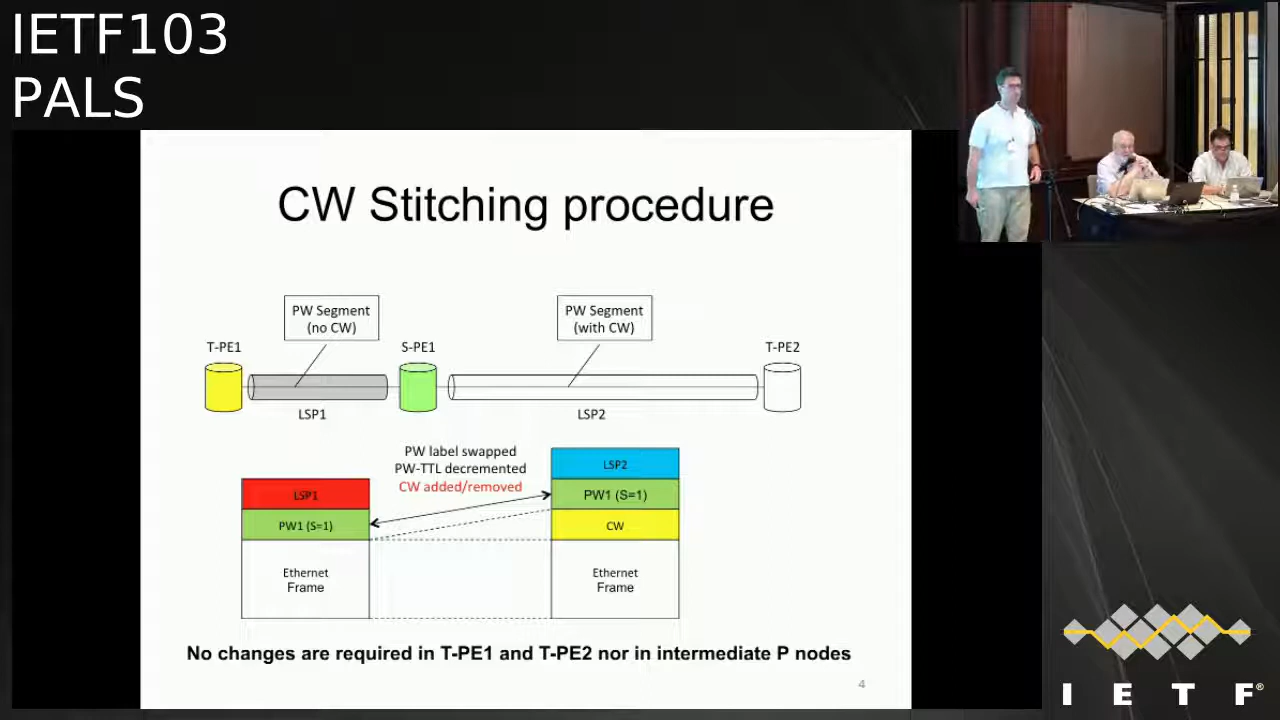 IETF103
PALS
CW Stitching procedure
PW Segment
(no CW)
PW Segment
(with CW)
T-PE1
S-PE1
T-PE2
LSP1
LSP2
PW label swapped
PW-TTL decremented
CW added/removed
LSP1
PW1 (S=1)
Ethernet
Frame
LSP2
PW1 (S=1)
CW
Ethernet
Frame
No changes are required in T-PE1 and T-PE2 nor in intermediate P nodes
4
I E T F®